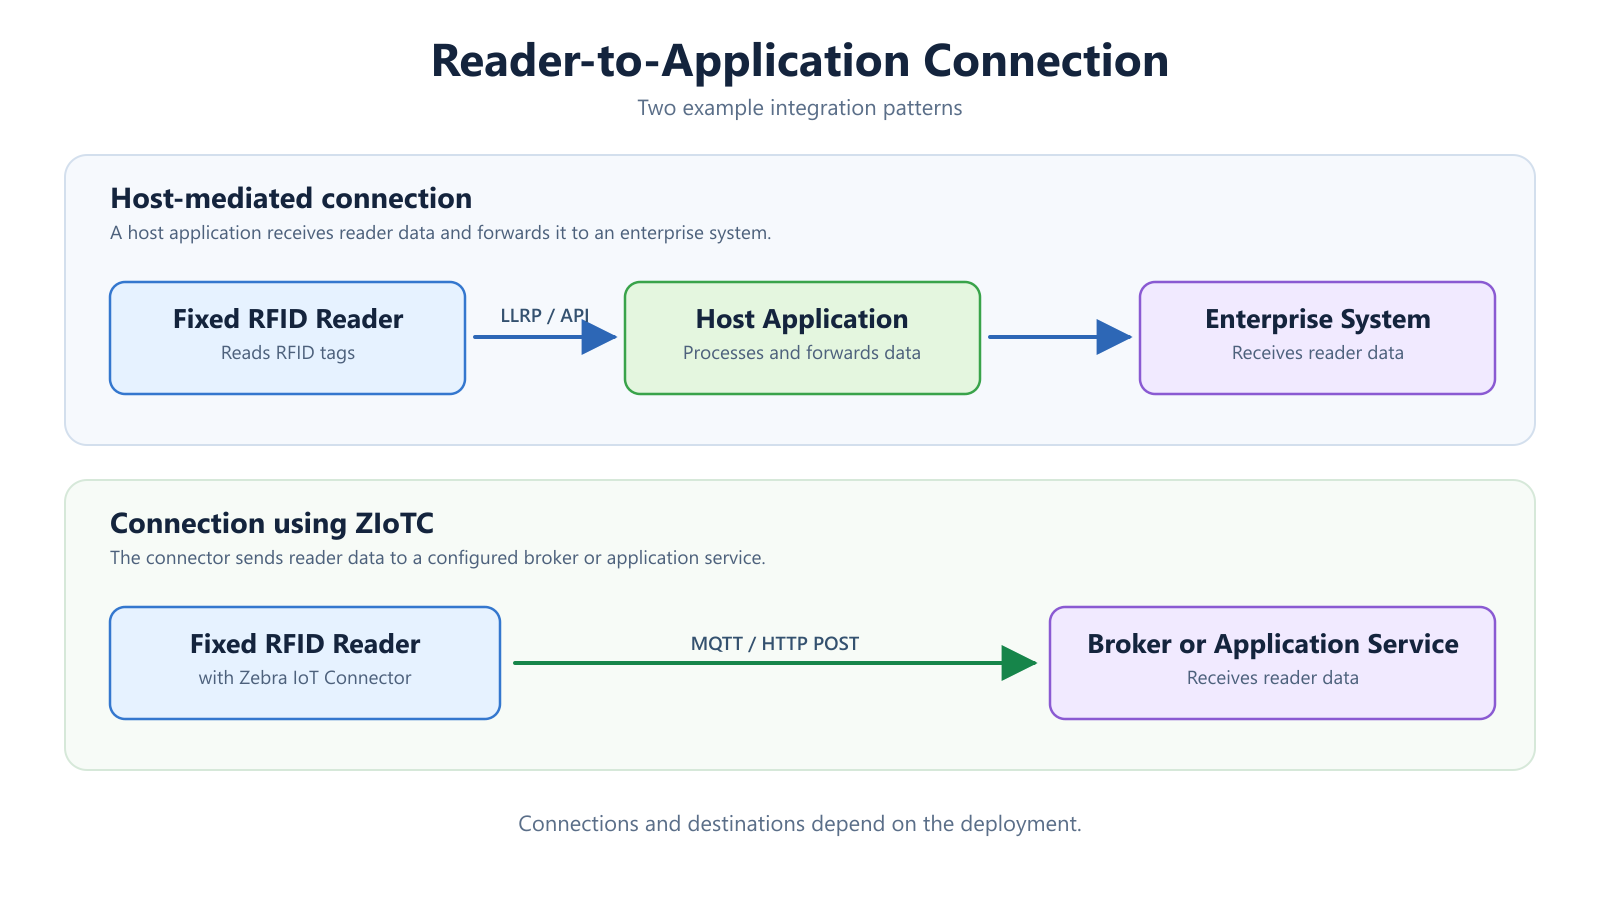 Reader-to-Application Connection
Two example integration patterns
Host-mediated connection
A host application receives reader data and forwards it to an enterprise system.
Fixed RFID Reader
Reads RFID tags
LLRP / API
Host Application
Processes and forwards data
Enterprise System
Receives reader data
Connection using ZIoTC
The connector sends reader data to a configured broker or application service.
Fixed RFID Reader
with Zebra IoT Connector
MQTT / HTTP POST
Broker or Application Service
Receives reader data
Connections and destinations depend on the deployment.